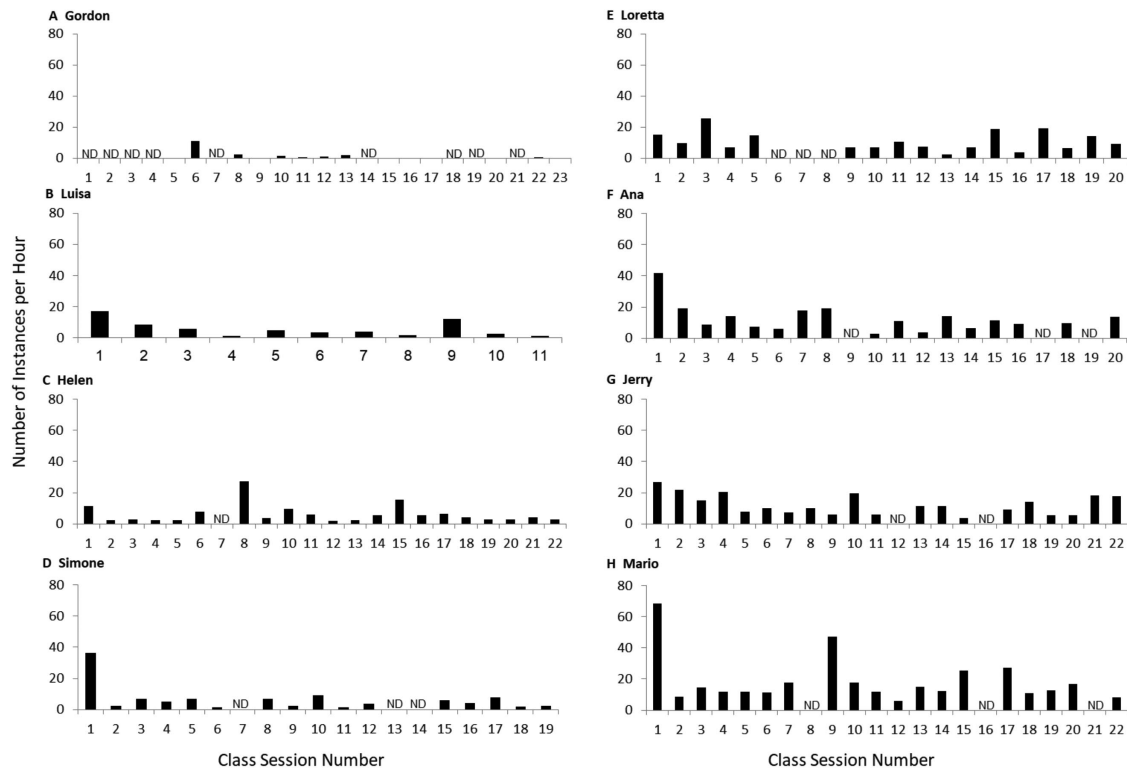 Number of Instances per Hour
A Gordon
80
60
40
20
0
ND ND ND ND ND ND ND ND ND
1 2 3 4 5 6 7 8 9 10 11 12 13 14 15 16 17 18 19 20 21 22 23
B Luisa
80
60
40
20
0
1 2 3 4 5 6 7 8 9 10 11
C Helen
80
60
40
20
0
ND
1 2 3 4 5 6 7 8 9 10 11 12 13 14 15 16 17 18 19 20 21 22
D Simone
80
60
40
20
0
ND ND ND
1 2 3 4 5 6 7 8 9 10 11 12 13 14 15 16 17 18 19
Class Session Number
E Loretta
80
60
40
20
0
ND ND ND
1 2 3 4 5 6 7 8 9 10 11 12 13 14 15 16 17 18 19 20
F Ana
80
60
40
20
0
ND ND ND
1 2 3 4 5 6 7 8 9 10 11 12 13 14 15 16 17 18 19 20
G Jerry
80
60
40
20
0
ND ND
1 2 3 4 5 6 7 8 9 10 11 12 13 14 15 16 17 18 19 20 21 22
H Mario
80
60
40
20
0
ND ND ND
1 2 3 4 5 6 7 8 9 10 11 12 13 14 15 16 17 18 19 20 21 22
Class Session Number